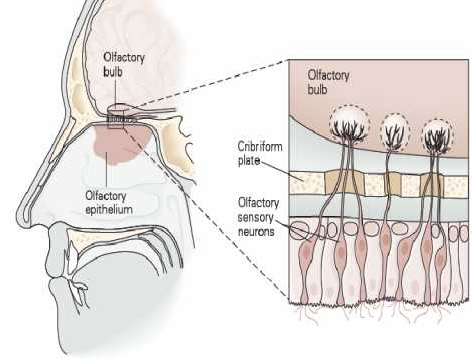 Olfactory
bulb
Olfactory
epithelium
Olfactory
bulb
Cribriform
plate
Olfactory
sensory
neurons